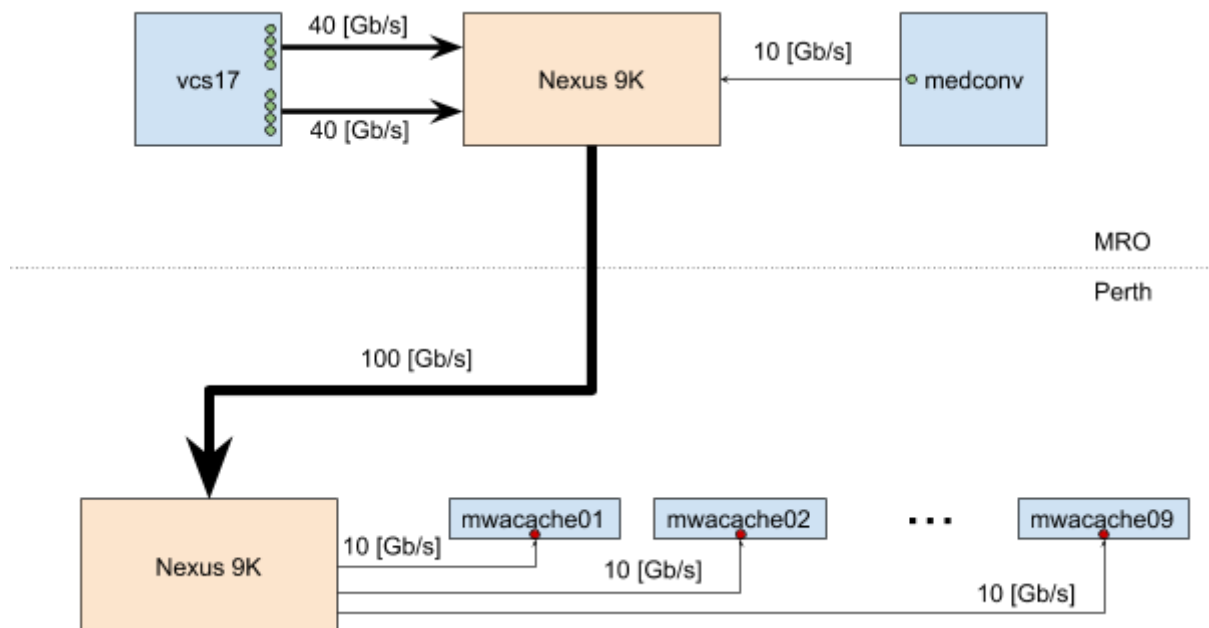 40 [Gb/s]
vcs17
Nexus 9K
10 [Gb/s]
medconv
40 [Gb/s]
MRO
Perth
100 [Gb/s]
mwacache01
mwacache02
...
mwacache09
Nexus 9K
10 [Gb/s]
10 [Gb/s]
10 [Gb/s]